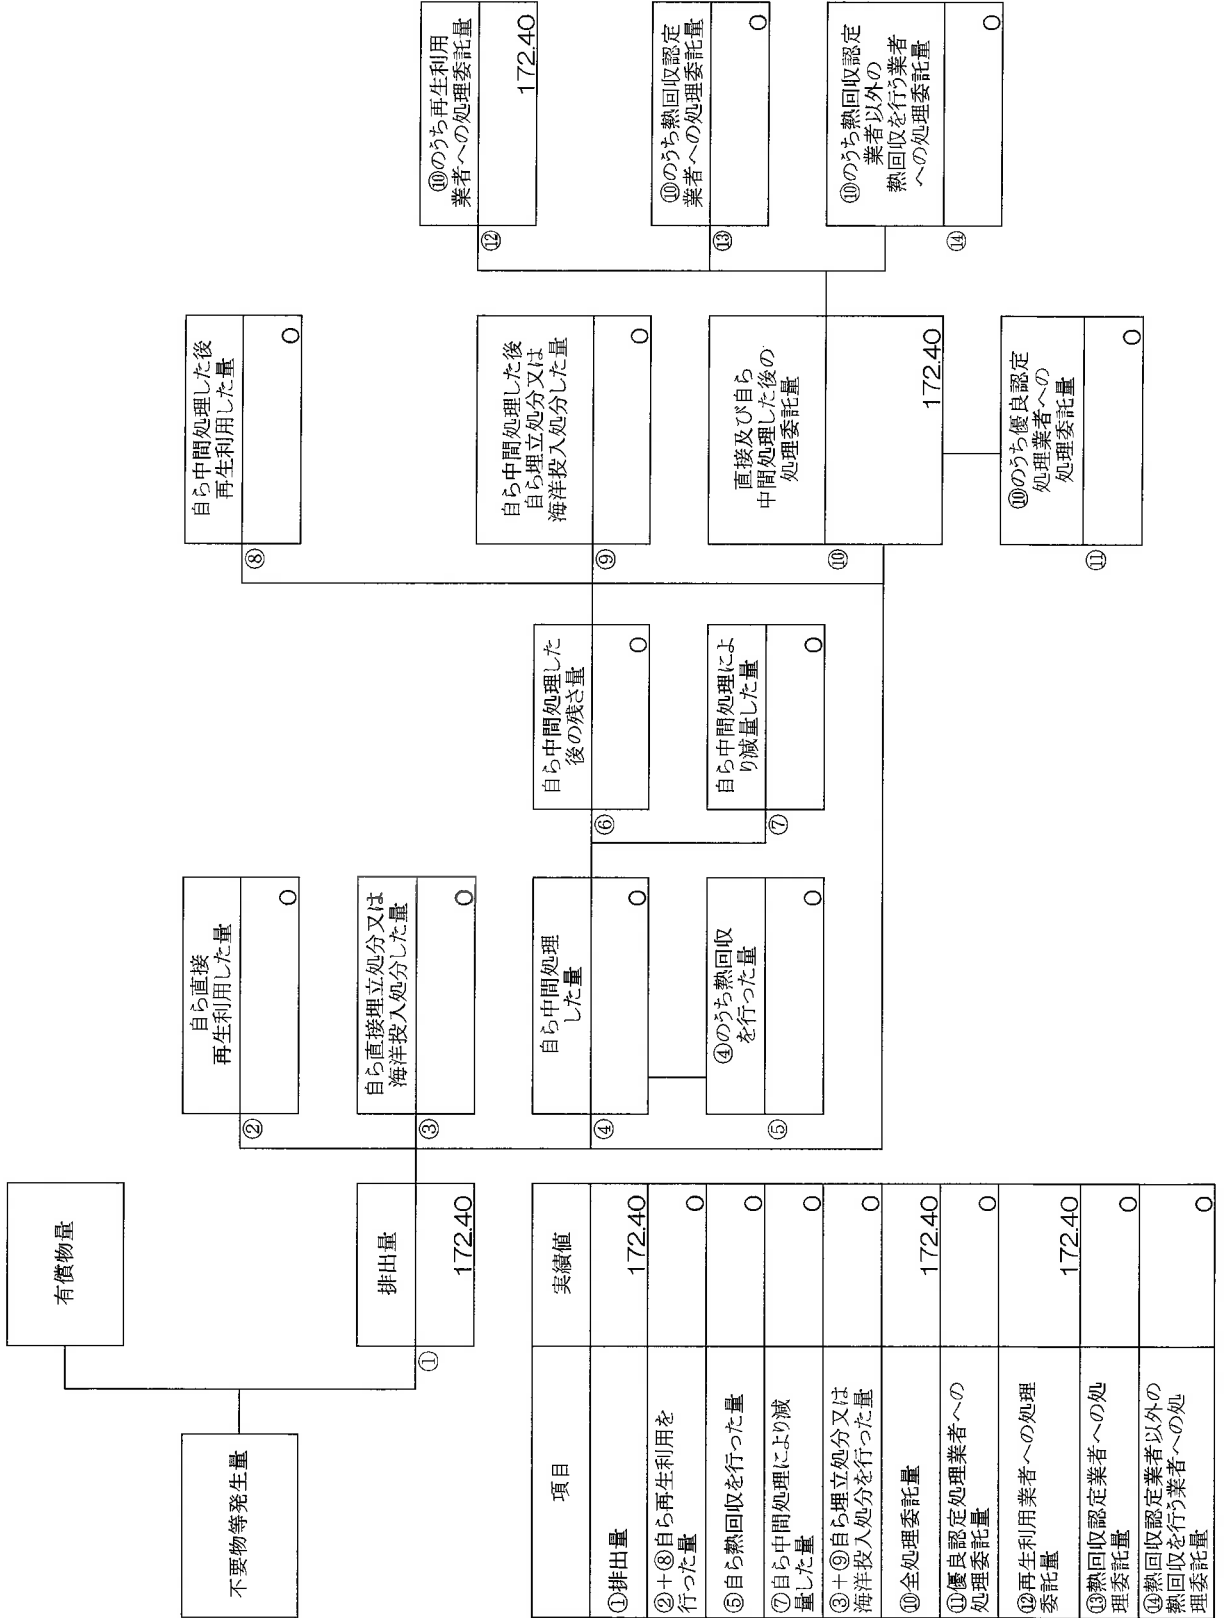 不要物等発生量
有償物量
①
排出量
172.40
②
自ら直接
再生利用した量
0
③
自ら直接埋立処分又は
海洋投入処分した量
0
④
自ら中間処理
した量
0
⑤
④のうち熱回収
を行った量
0
⑥
自ら中間処理した
後の残さ量
0
⑦
自ら中間処理によ
り減量した量
0
⑧
自ら中間処理した後
再生利用した量
0
⑨
自ら中間処理した後
自ら埋立処分又は
海洋投入処分した量
0
⑩
直接及び自ら
中間処理した後の
処理委託量
172.40
⑪
⑩のうち優良認定
処理業者への
処理委託量
0
⑫
⑩のうち再生利用
業者への処理委託量
172.40
⑬
⑩のうち熱回収認定
業者への処理委託量
0
⑭
⑩のうち熱回収認定
業者以外の
熱回収を行う業者
への処理委託量
0
項目 実績値
①排出量 172.40
②+⑧自ら再生利用を
行った量 0
⑤自ら熱回収を行った量 0
⑦自ら中間処理により減
量した量 0
③+⑨自ら埋立処分又は
海洋投入処分を行った量 0
⑩全処理委託量 172.40
⑪優良認定処理業者への
処理委託量 0
⑫再生利用業者への処理
委託量 172.40
⑬熱回収認定業者への処
理委託量 0
⑭熱回収認定業者以外の
熱回収を行う業者への処
理委託量 0